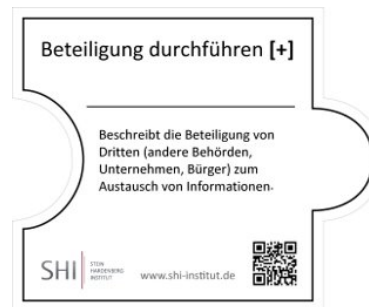 Beteiligung durchführen [+]
Beschreibt die Beteiligung von
Dritten (andere Behörden,
Unternehmen, Bürger) zum
Austausch von Informationen.
SHI
STEIN
HARDENBERG
INSTITUT
www.shi-institut.de